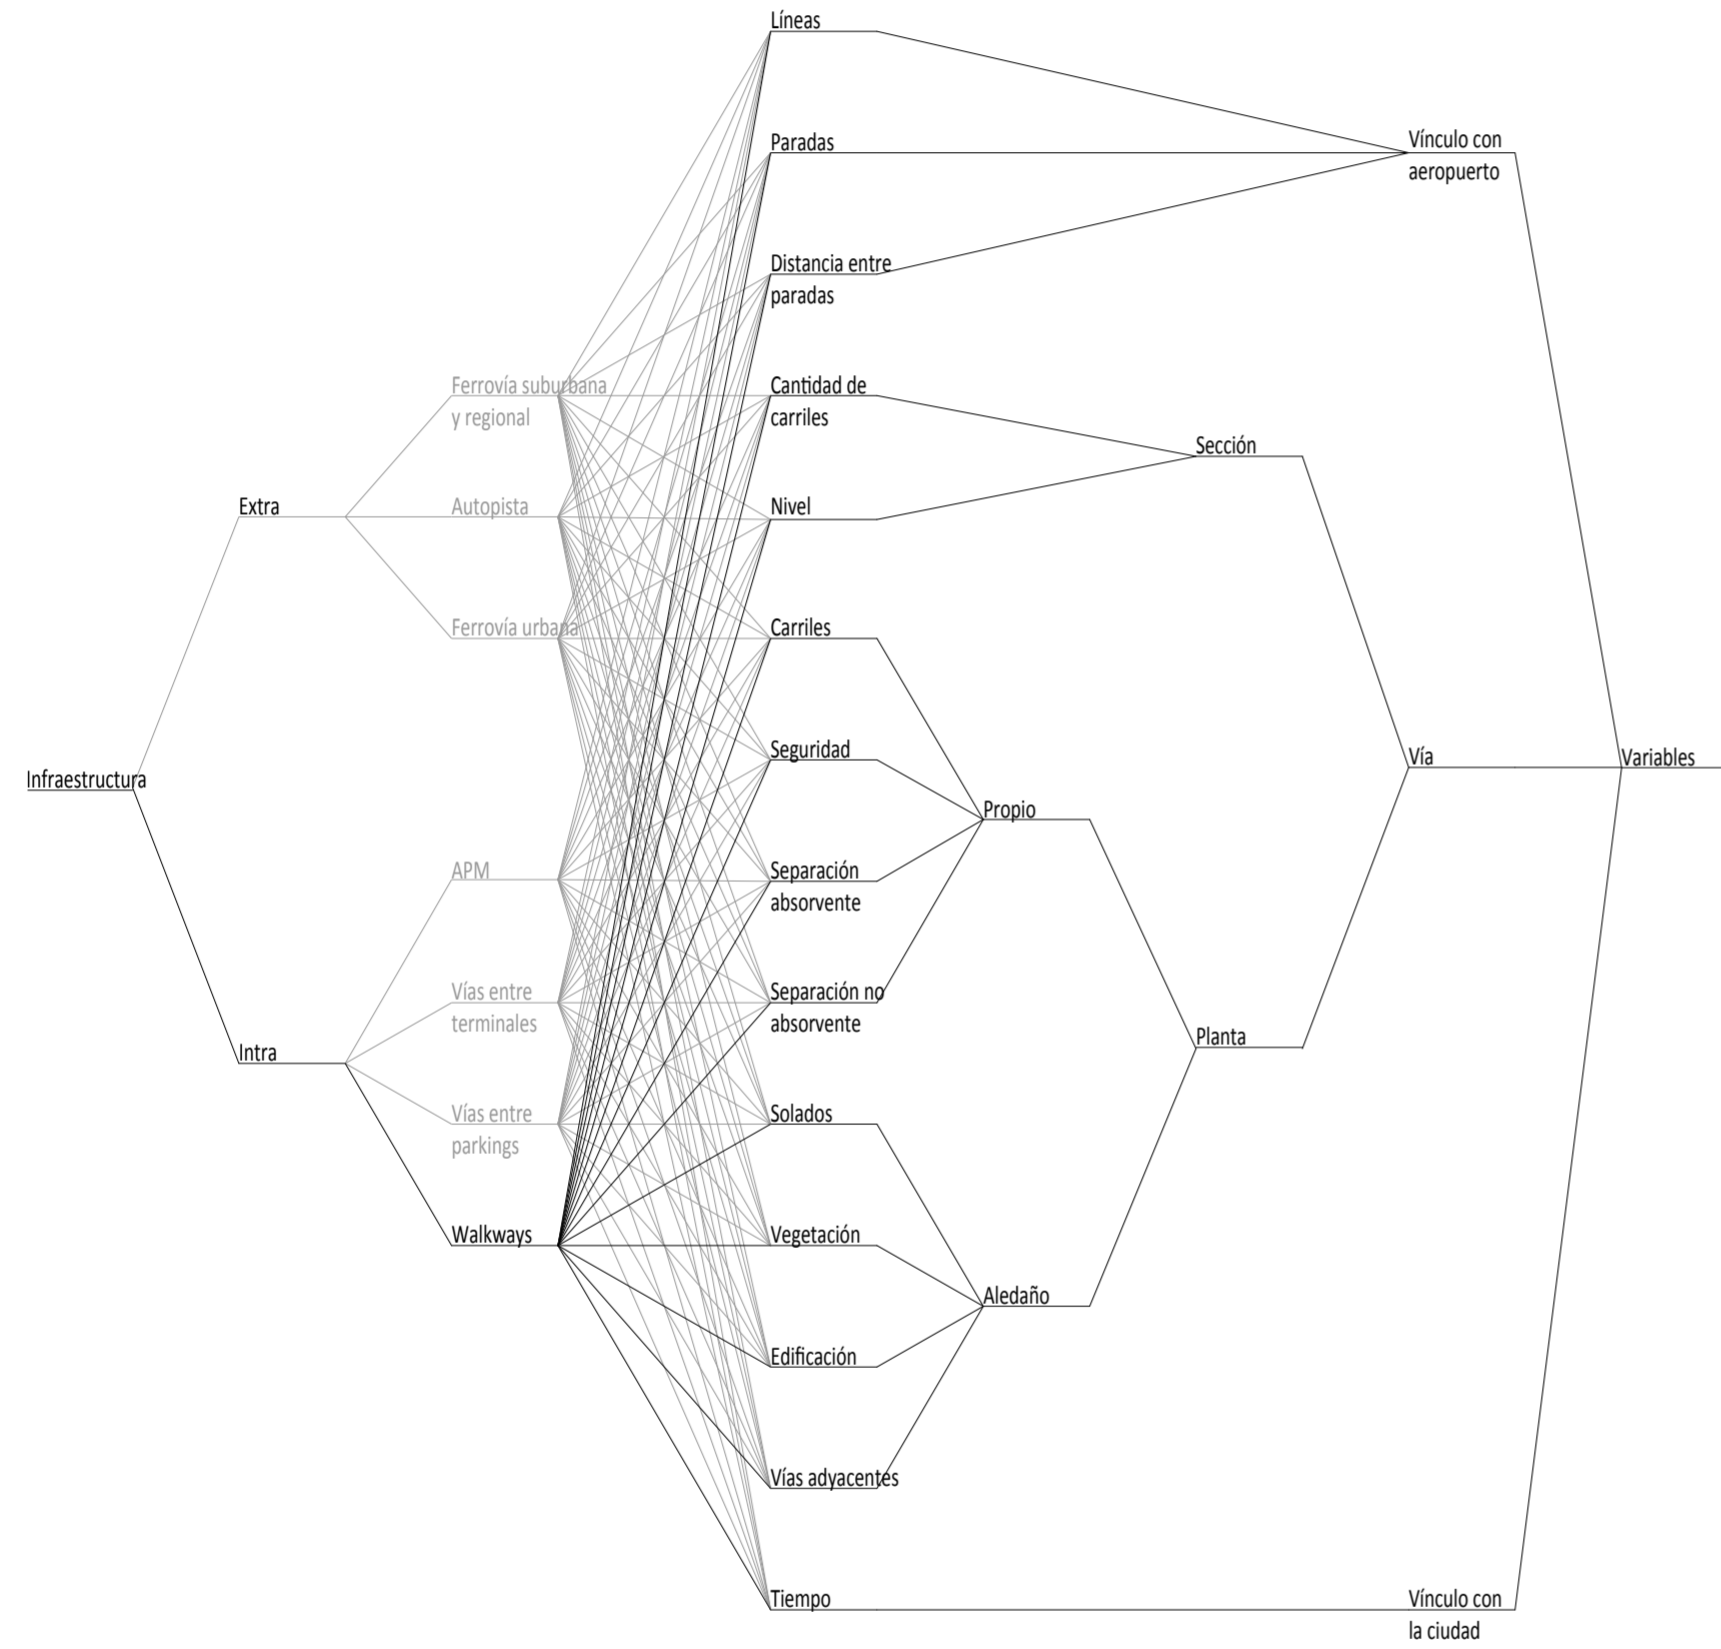 Líneas
Paradas
Vínculo con
aeropuerto
Distancia entre
paradas
Ferrovía suburbana
y regional
Cantidad de
carriles
Sección
Extra
Autopista
Nivel
Ferrovía urbana
Carriles
Seguridad
Vía
Variables
Infraestructura
Propio
APM
Separación
absorvente
Vías entre
terminales
Separación no
absorvente
Planta
Intra
Vías entre
parkings
Solados
Walkways
Vegetación
Aledaño
Edificación
Vías adyacentes
Tiempo
Vínculo con
la ciudad